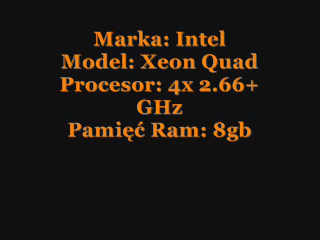 Marka: Intel
Model: Xeon Quad
Procesor: 4x 2.66+
GHz
Pamięć Ram: 8gb